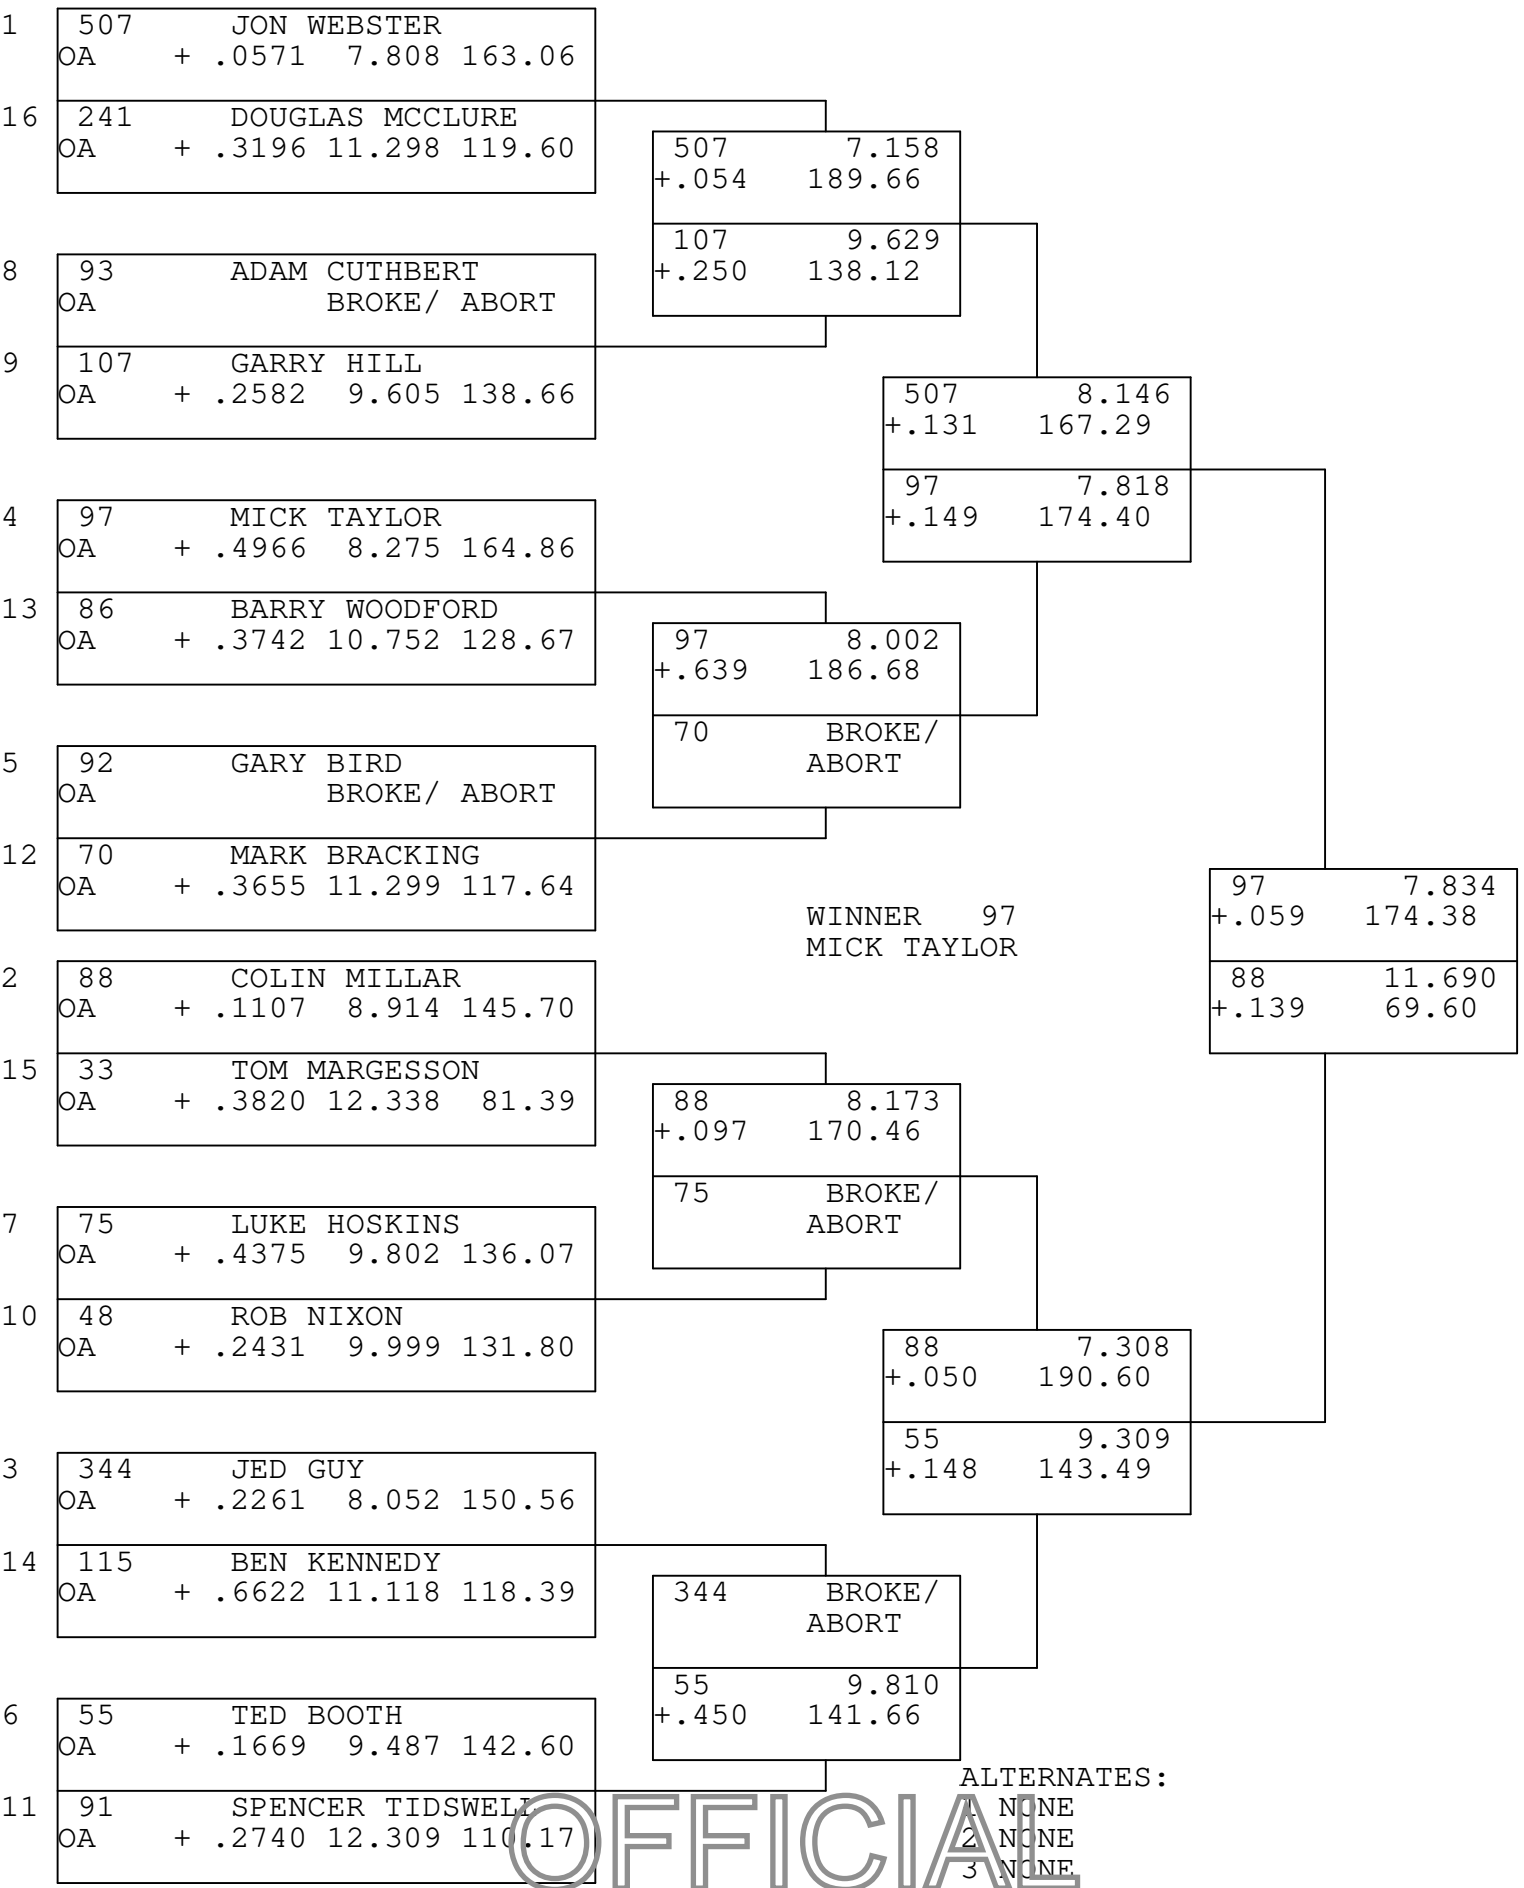 1 507 JON WEBSTER
OA + .0571 7.808 163.06
16 241 DOUGLAS MCCLURE
OA + .3196 11.298 119.60
8 93 ADAM CUTHBERT
OA BROKE/ ABORT
9 107 GARRY HILL
OA + .2582 9.605 138.66
4 97 MICK TAYLOR
OA + .4966 8.275 164.86
13 86 BARRY WOODFORD
OA + .3742 10.752 128.67
5 92 GARY BIRD
OA BROKE/ ABORT
12 70 MARK BRACKING
OA + .3655 11.299 117.64
2 88 COLIN MILLAR
OA + .1107 8.914 145.70
15 33 TOM MARGESSON
OA + .3820 12.338 81.39
7 75 LUKE HOSKINS
OA + .4375 9.802 136.07
10 48 ROB NIXON
OA + .2431 9.999 131.80
3 344 JED GUY
OA + .2261 8.052 150.56
14 115 BEN KENNEDY
OA + .6622 11.118 118.39
6 55 TED BOOTH
OA + .1669 9.487 142.60
11 91 SPENCER TIDSWELL
OA + .2740 12.309 110.17
507 7.158
+.054 189.66
107 9.629
+.250 138.12
97 8.002
+.639 186.68
70 BROKE/
ABORT
88 8.173
+.097 170.46
75 BROKE/
ABORT
344 BROKE/
ABORT
55 9.810
+.450 141.66
507 8.146
+.131 167.29
97 7.818
+.149 174.40
88 7.308
+.050 190.60
55 9.309
+.148 143.49
97 7.834
+.059 174.38
88 11.690
+.139 69.60
WINNER 97
MICK TAYLOR
ALTERNATES:
1 NONE
2 NONE
3 NONE
OFFICIAL